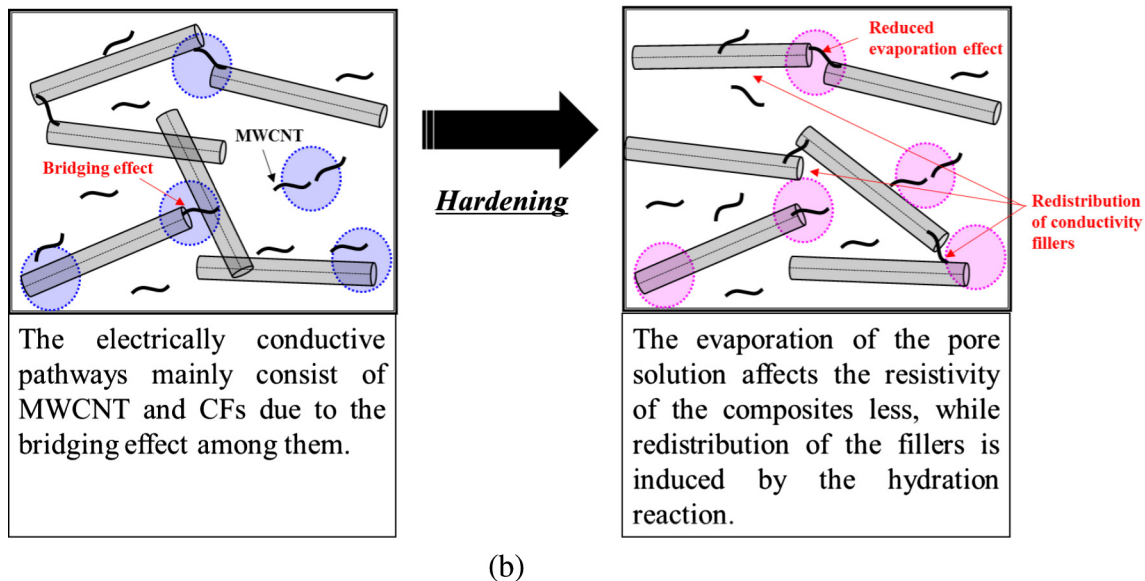 MWCNT
Bridging effect
The electrically conductive
pathways mainly consist of
MWCNT and CFs due to the
bridging effect among them.
Hardening
Reduced
evaporation effect
Redistribution
of conductivity
fillers
The evaporation of the pore
solution affects the resistivity
of the composites less, while
redistribution of the fillers is
induced by the hydration
reaction.
(b)